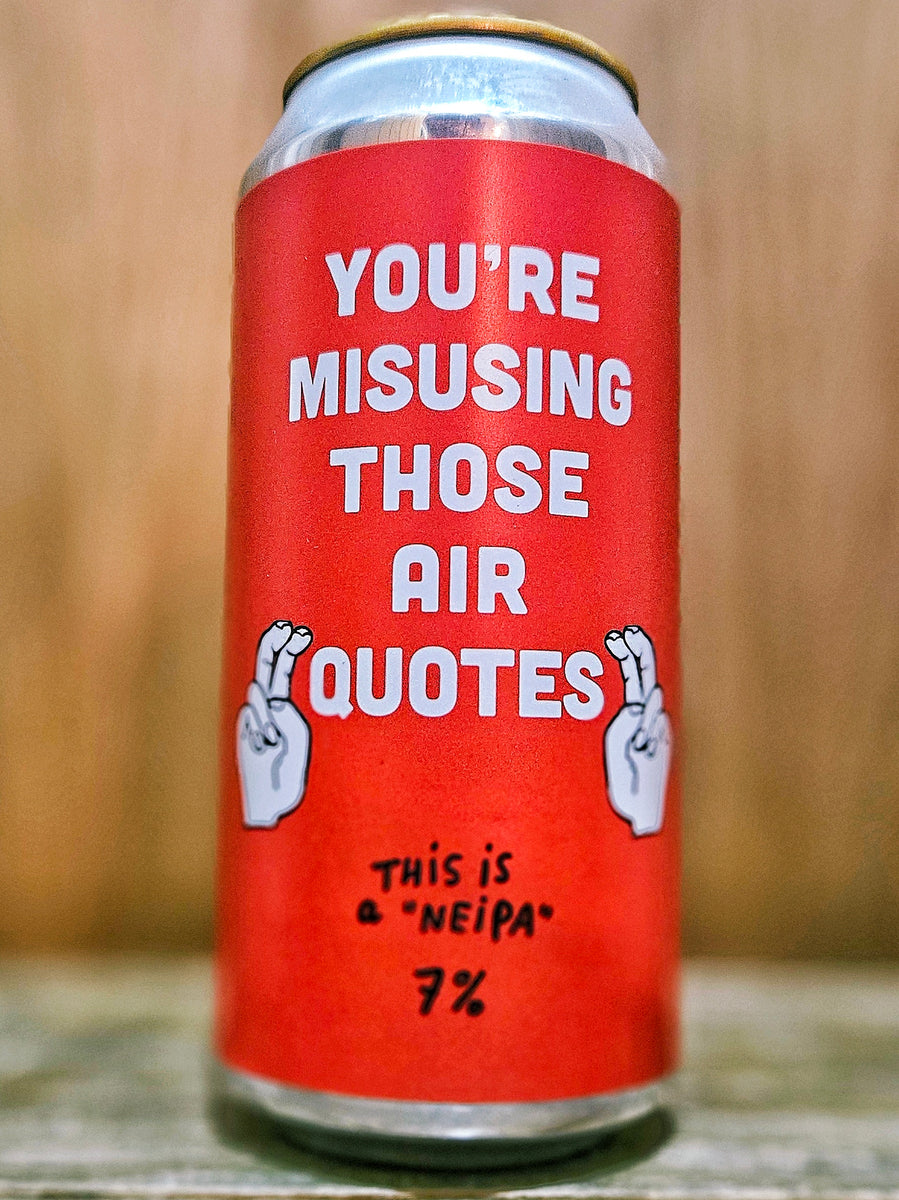 YOU'RE
MISUSING
THOSE
AIR
QUOTES
THiS iS
a "NEiPA"
7%